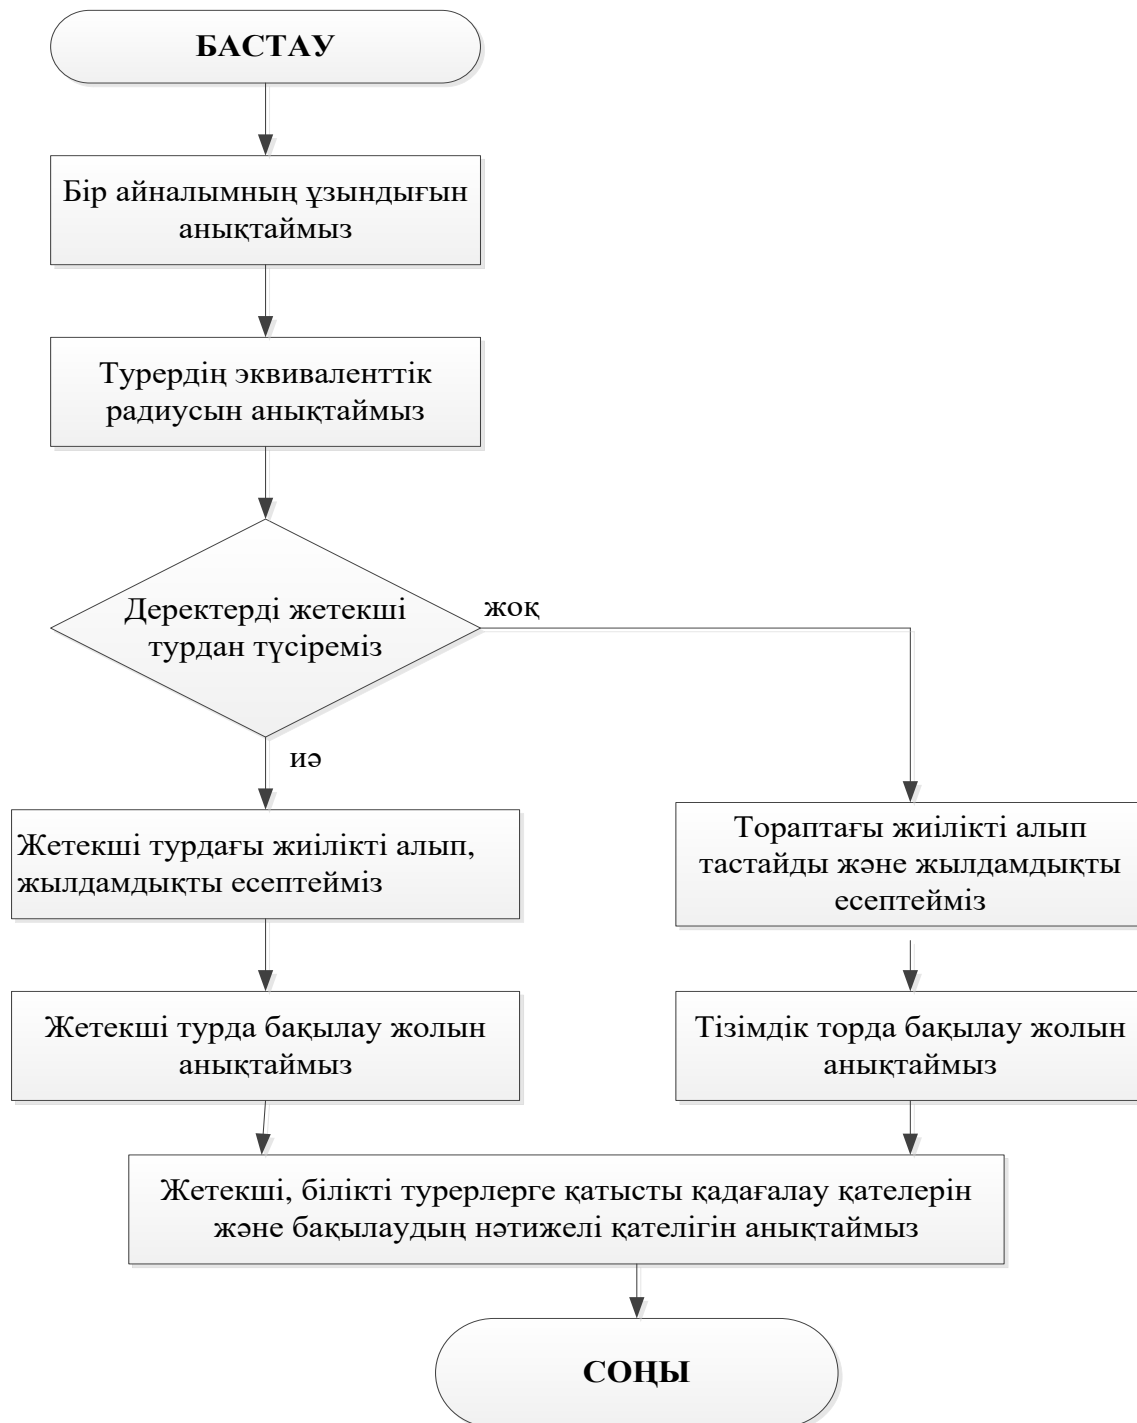 БАСТАУ
Бір айналымның ұзындығын
анықтаймыз
Турердің эквиваленттік
радиусын анықтаймыз
Деректерді жетекші
турдан түсіреміз
жоқ
иә
Жетекші турдағы жиілікті алып,
жылдамдықты есептейміз
Тораптағы жиілікті алып
тастайды және жылдамдықты
есептейміз
Жетекші турда бақылау жолын
анықтаймыз
Тізімдік торда бақылау жолын
анықтаймыз
Жетекші, білікті турерлерге қатысты қадағалау қателерін
және бақылаудың нәтижелі қателігін анықтаймыз
СОҢЫ